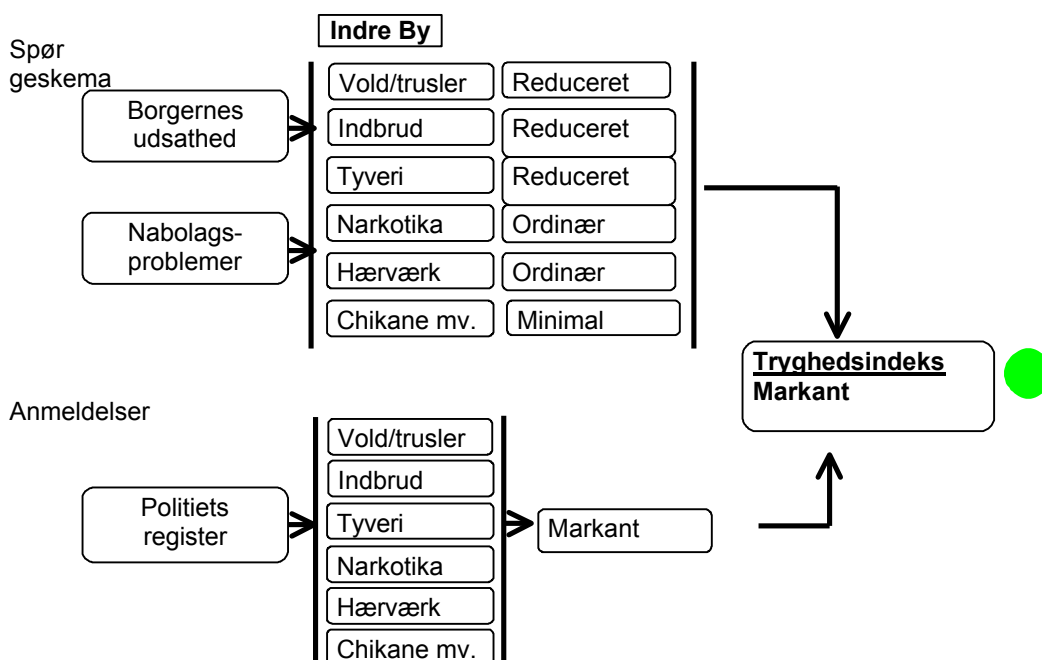 Indre By
Spør
geskema
Borgernes
udsathed
Nabolags-
problemer
Vold/trusler Reduceret
Indbrud Reduceret
Tyveri Reduceret
Narkotika Ordinær
Hærværk Ordinær
Chikane mv. Minimal
Tryghedsindeks
Markant
Anmeldelser
Politiets
register
Vold/trusler
Indbrud
Tyveri
Narkotika
Hærværk
Chikane mv.
Markant